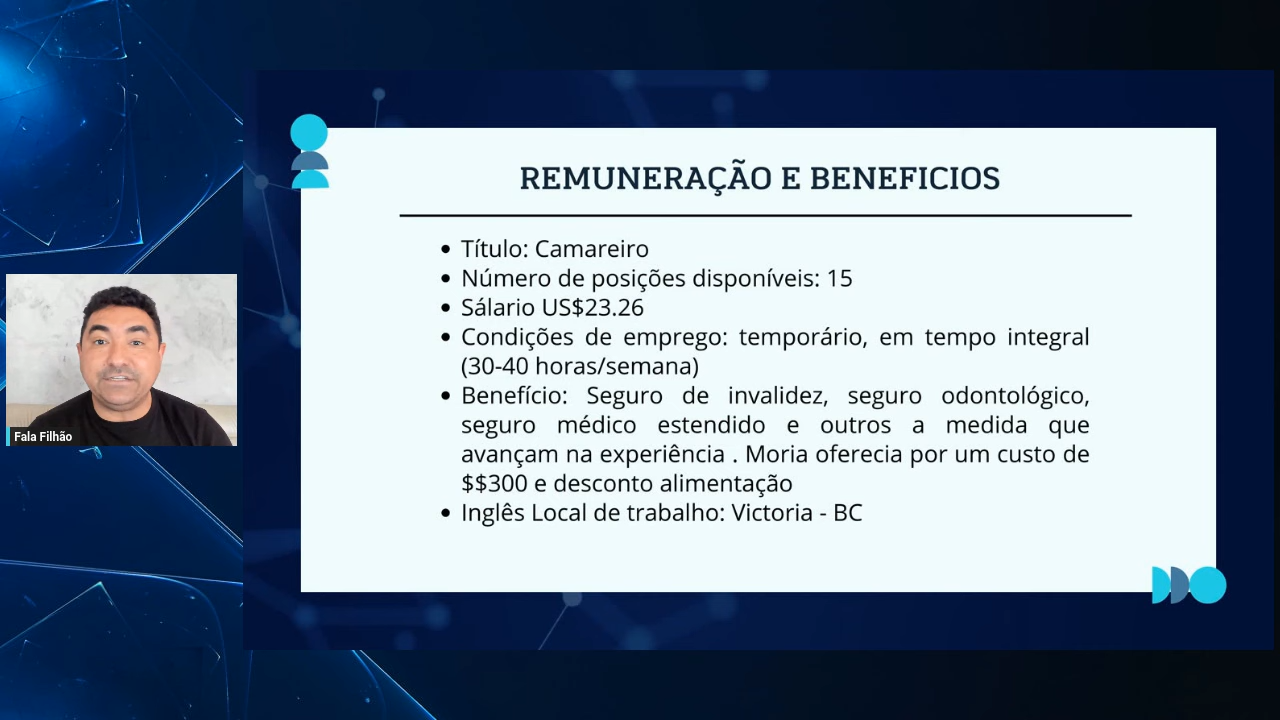 REMUNERAÇÃO E BENEFICIOS
Título: Camareiro
Número de posições disponíveis: 15
Sálario US$23.26
Condições de emprego: temporário, em tempo integral
(30-40 horas/semana)
Benefício: Seguro de invalidez, seguro odontológico,
seguro médico estendido e outros a medida que
avançam na experiência . Moria oferecia por um custo de
$$300 e desconto alimentação
Inglês Local de trabalho: Victoria - BC
Fala Filhão